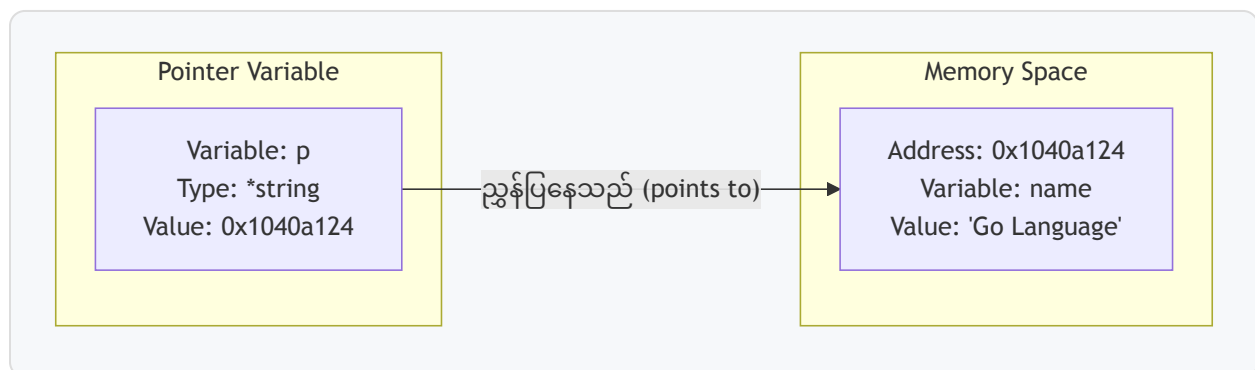 Pointer Variable
Variable: p
Type: *string
Value: 0x1040a124
ညွှန်ပြနေသည် (points to)
Memory Space
Address: 0x1040a124
Variable: name
Value: 'Go Language'